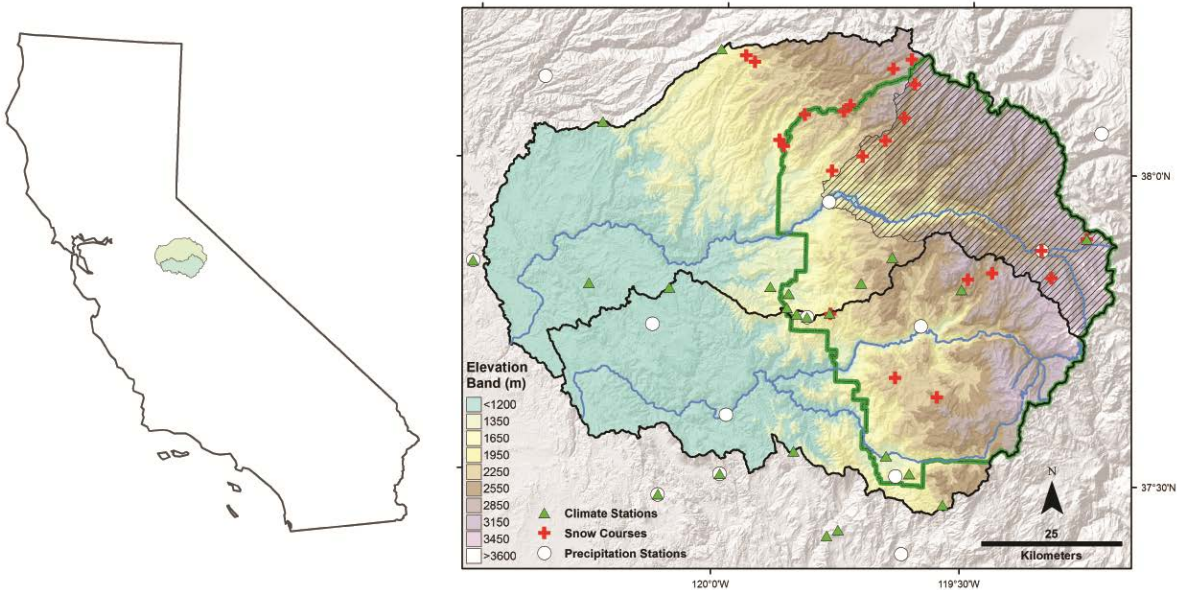 38°0'N
Elevation
Band (m)
<1200
1350
1650
1950
2250
2550
2850
3150
3450
>3600
Climate Stations
Snow Courses
Precipitation Stations
N
25
Kilometers
37°30'N
120°0'W
119°30'W